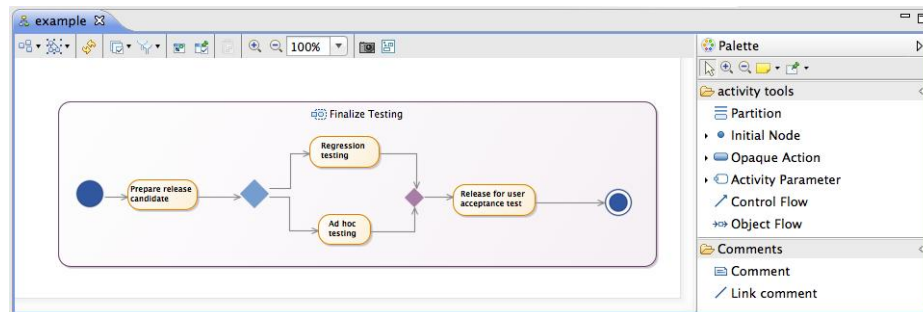 example
100%
Palette
activity tools
Partition
Initial Node
Opaque Action
Activity Parameter
Control Flow
Object Flow
Comments
Comment
Link comment
Finalize Testing
Prepare release
candidate
Regression
testing
Ad hoc
testing
Release for user
acceptance test